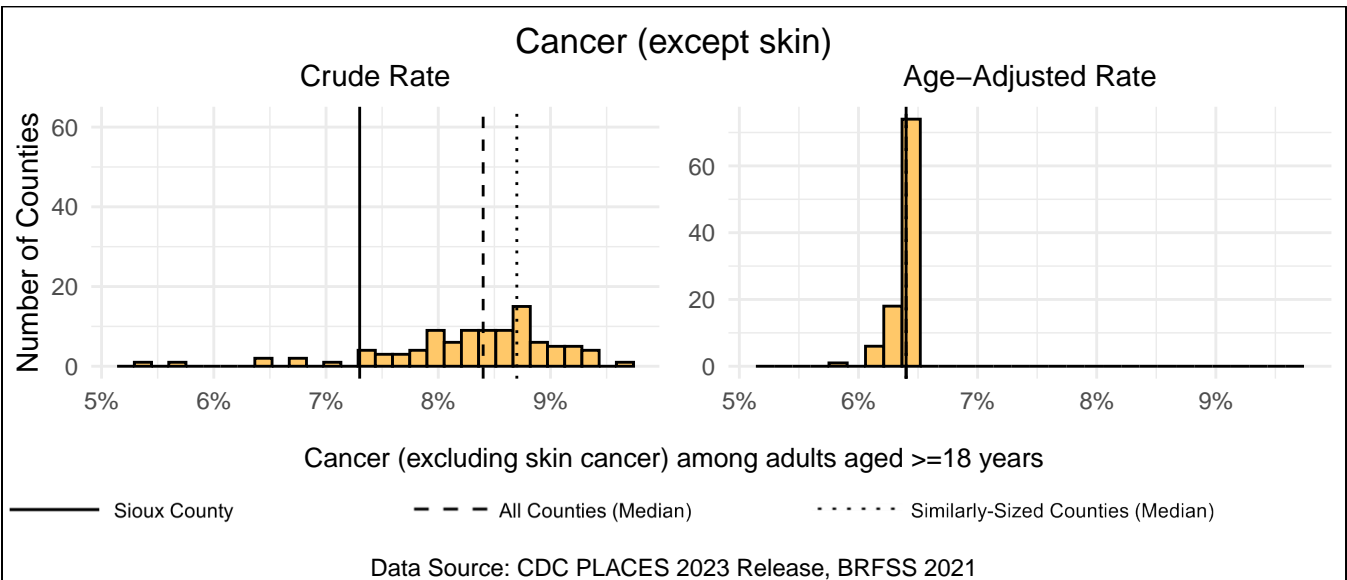 Cancer (except skin)
Crude Rate
Age−Adjusted Rate
Number of Counties
60
40
20
0
5%
6%
7%
8%
9%
60
40
20
0
5%
6%
7%
8%
9%
Cancer (excluding skin cancer) among adults aged >=18 years
Sioux County
All Counties (Median)
Similarly-Sized Counties (Median)
Data Source: CDC PLACES 2023 Release, BRFSS 2021